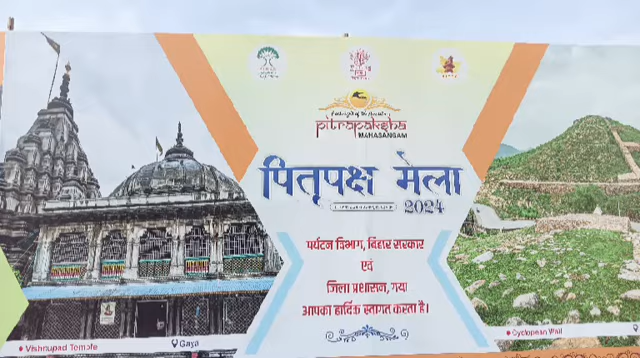 pitrapaksha
MAHASANGAM
पितृपक्ष मेला
2024
पर्यटन विभाग, बिहार सरकार
एवं
जिला प्रशासन, गया
आपका हार्दिक स्वागत करता है।
Vishnupad Temple
Gaya
Cyclopean Wall